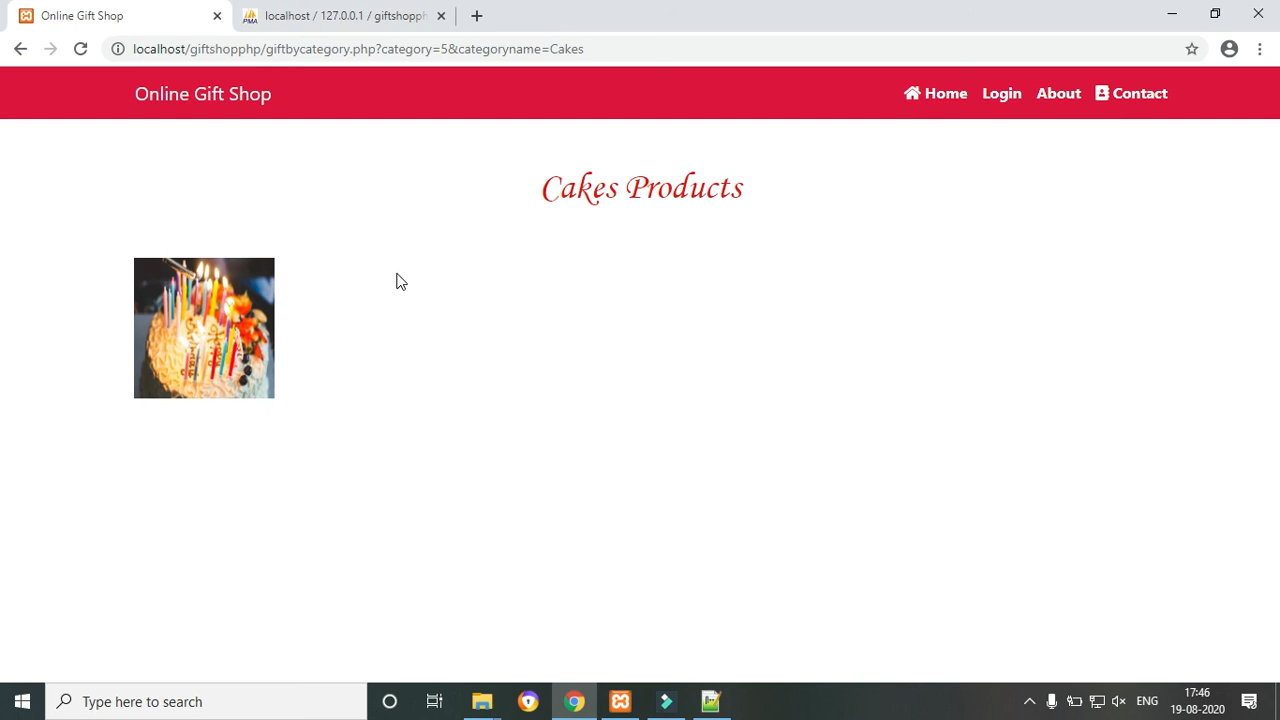 Online Gift Shop
localhost / 127.0.0.1 / giftshopph
localhost/giftshopphp/giftbycategory.php?category=5&categoryname=Cakes
Online Gift Shop
Home Login About Contact
Cakes Products
Type here to search
ENG
17:46
19-08-2020